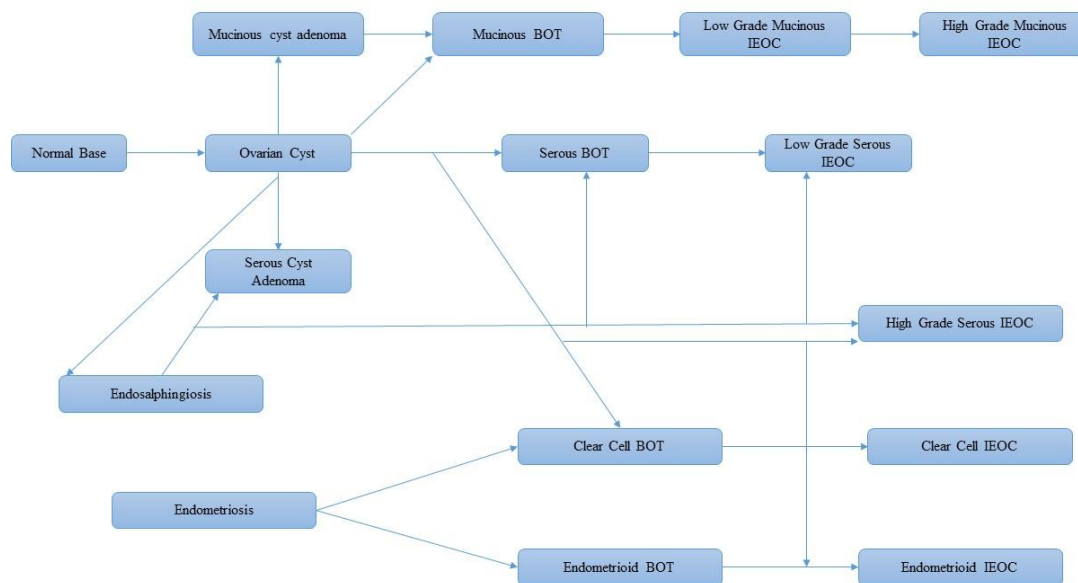 Mucinous cyst adenoma
Mucinous BOT
Low Grade Mucinous
IEOC
High Grade Mucinous
IEOC
Normal Base
Ovarian Cyst
Serous BOT
Low Grade Serous
IEOC
Serous Cyst
Adenoma
High Grade Serous IEOC
Endosalphingiosis
Clear Cell BOT
Clear Cell IEOC
Endometriosis
Endometrioid BOT
Endometrioid IEOC